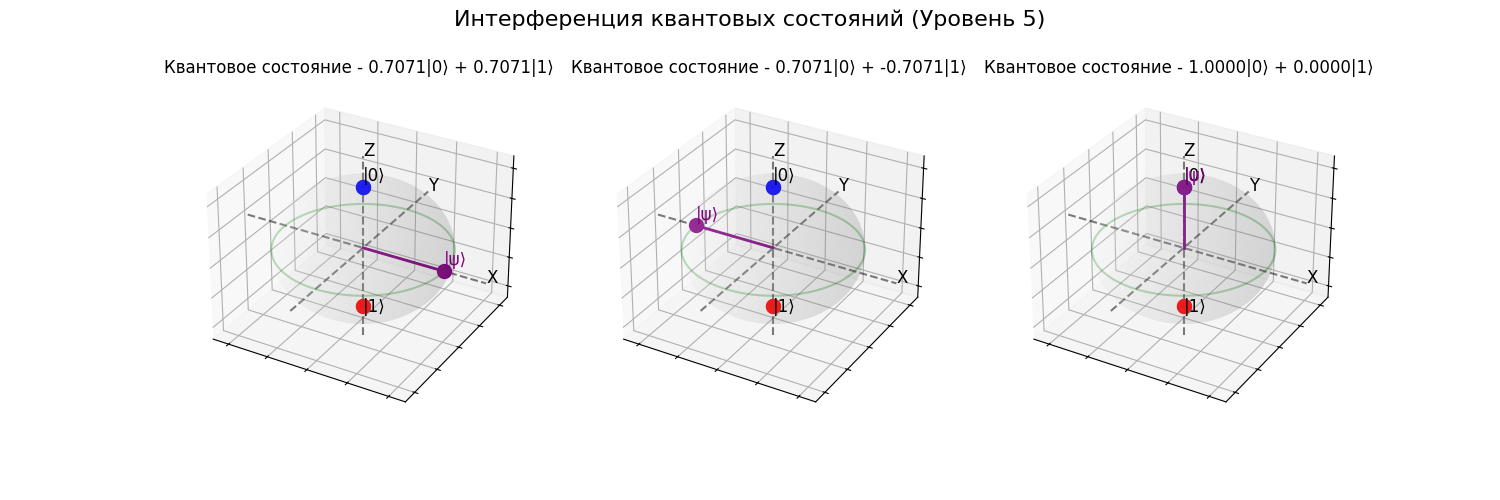 Интерференция квантовых состояний (Уровень 5)
Квантовое состояние - 0.7071|0⟩ + 0.7071|1⟩
Z
|0⟩
Y
|ψ⟩
X
|1⟩
Квантовое состояние - 0.7071|0⟩ + -0.7071|1⟩
Z
|0⟩
Y
|ψ⟩
X
|1⟩
Квантовое состояние - 1.0000|0⟩ + 0.0000|1⟩
Z
|0⟩
|ψ⟩
Y
X
|1⟩